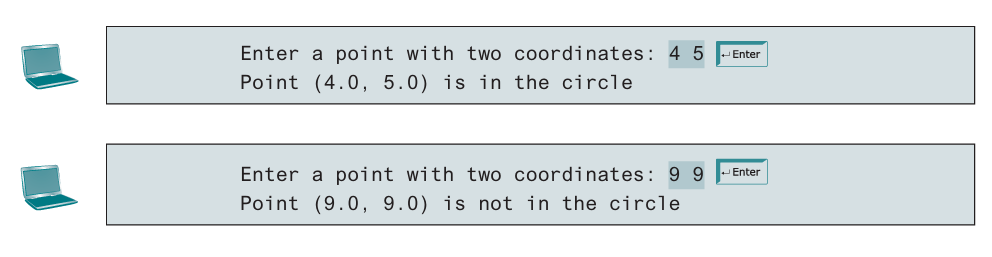 Enter a point with two coordinates: 4 5 ↵Enter
Point (4.0, 5.0) is in the circle
Enter a point with two coordinates: 9 9 ↵Enter
Point (9.0, 9.0) is not in the circle